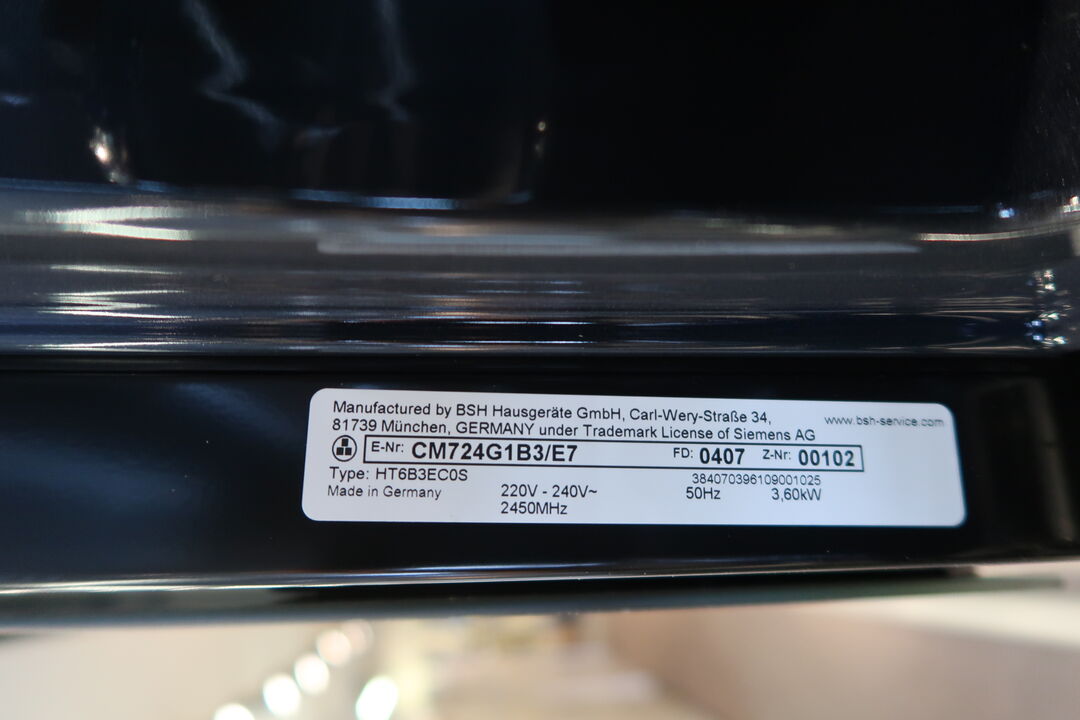 Manufactured by BSH Hausgeräte GmbH, Carl-Wery-Straße 34,
81739 München, GERMANY under Trademark License of Siemens AG
www.bsh-service.com
E-Nr: CM724G1B3/E7 FD: 0407 Z-Nr: 00102
Type: HT6B3EC0S
384070396109001025
Made in Germany
220V - 240V~ 50Hz 3,60kW
2450MHz